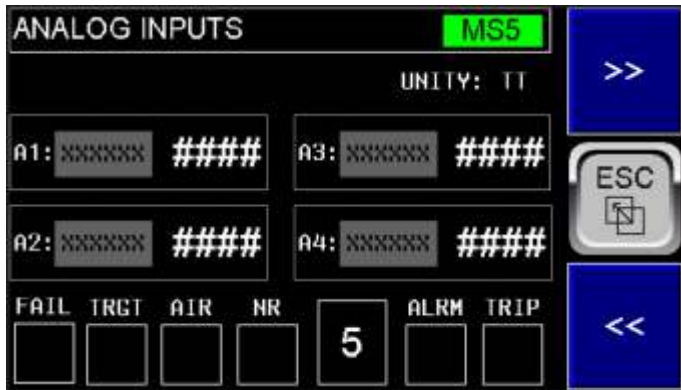 ANALOG INPUTS MS5
UNITY: TT
>>
A1: XXXXXX #### A3: XXXXXX ####
ESC
A2: XXXXXX #### A4: XXXXXX ####
FAIL TRGT AIR NR 5 ALRM TRIP
<<